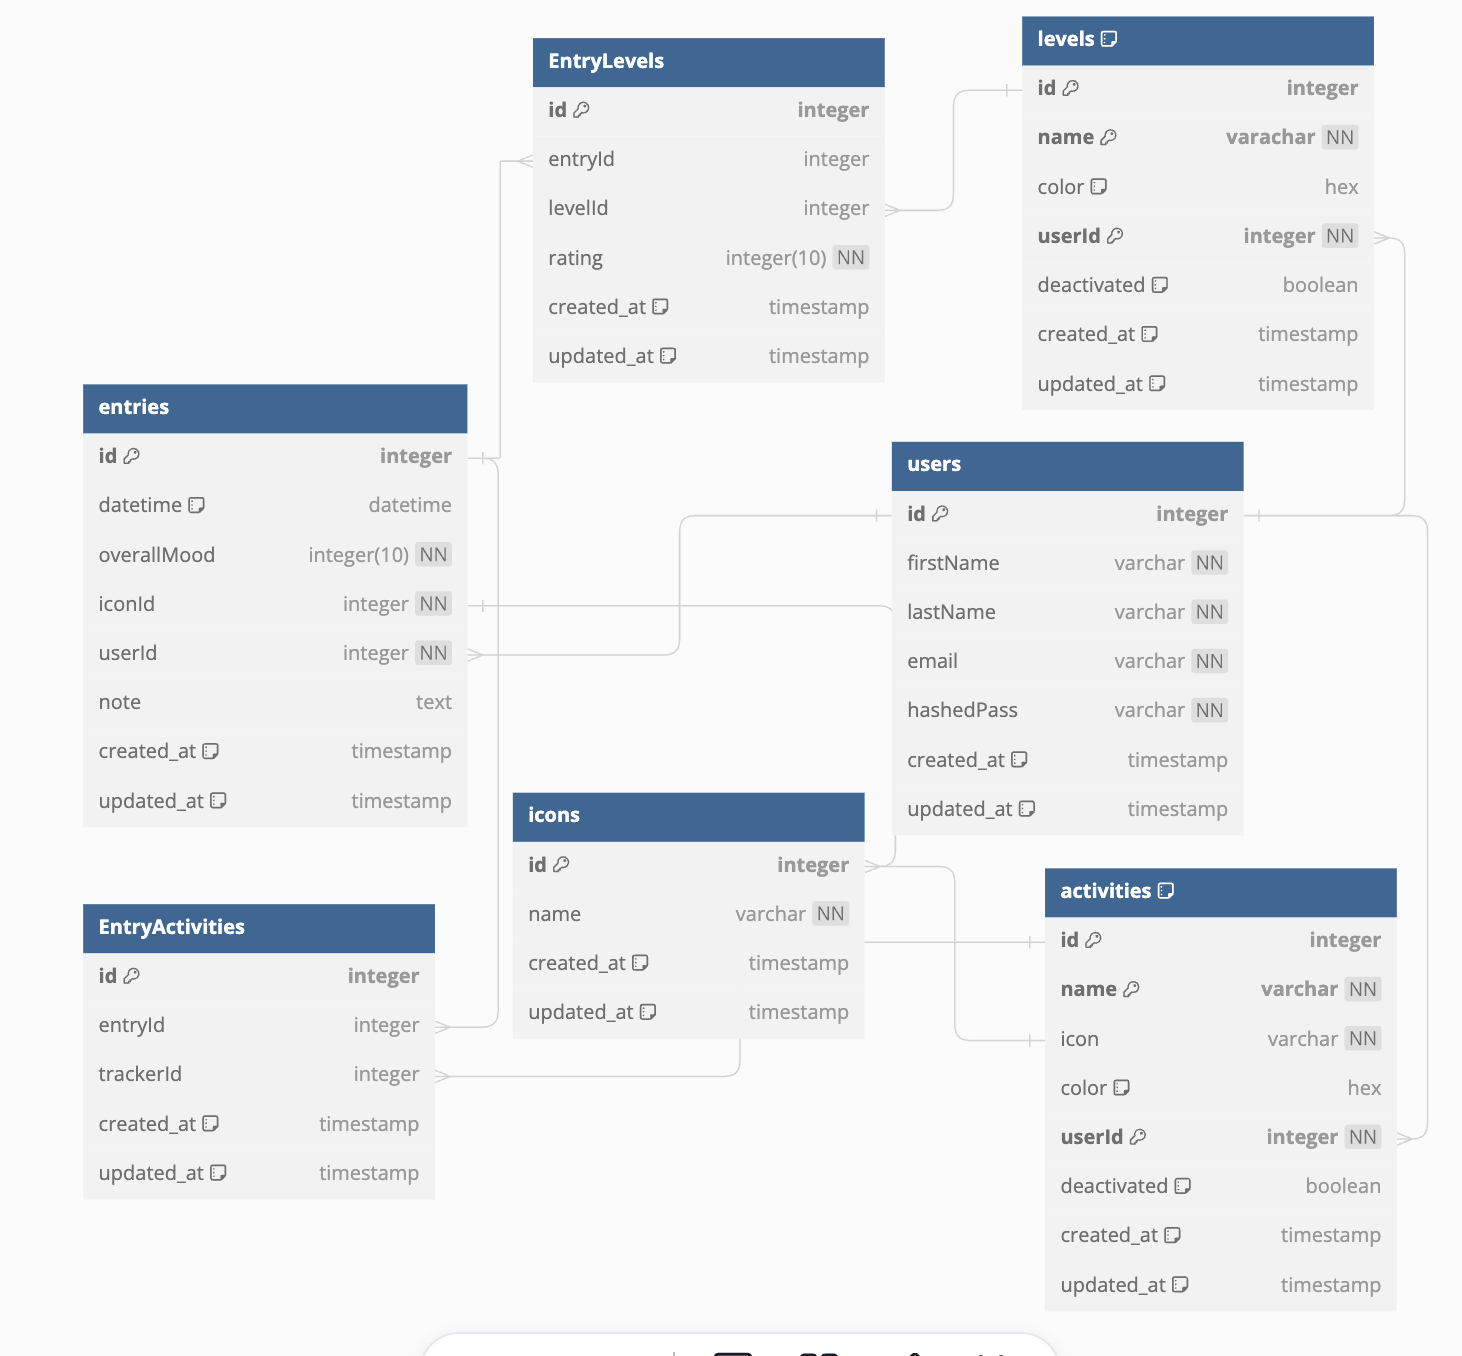 EntryLevels
id integer
entryId integer
levelId integer
rating integer(10) NN
created_at timestamp
updated_at timestamp
levels
id integer
name varachar NN
color hex
userId integer NN
deactivated boolean
created_at timestamp
updated_at timestamp
entries
id integer
datetime datetime
overallMood integer(10) NN
iconId integer NN
userId integer NN
note text
created_at timestamp
updated_at timestamp
users
id integer
firstName varchar NN
lastName varchar NN
email varchar NN
hashedPass varchar NN
created_at timestamp
updated_at timestamp
icons
id integer
name varchar NN
created_at timestamp
updated_at timestamp
EntryActivities
id integer
entryId integer
trackerId integer
created_at timestamp
updated_at timestamp
activities
id integer
name varchar NN
icon varchar NN
color hex
userId integer NN
deactivated boolean
created_at timestamp
updated_at timestamp